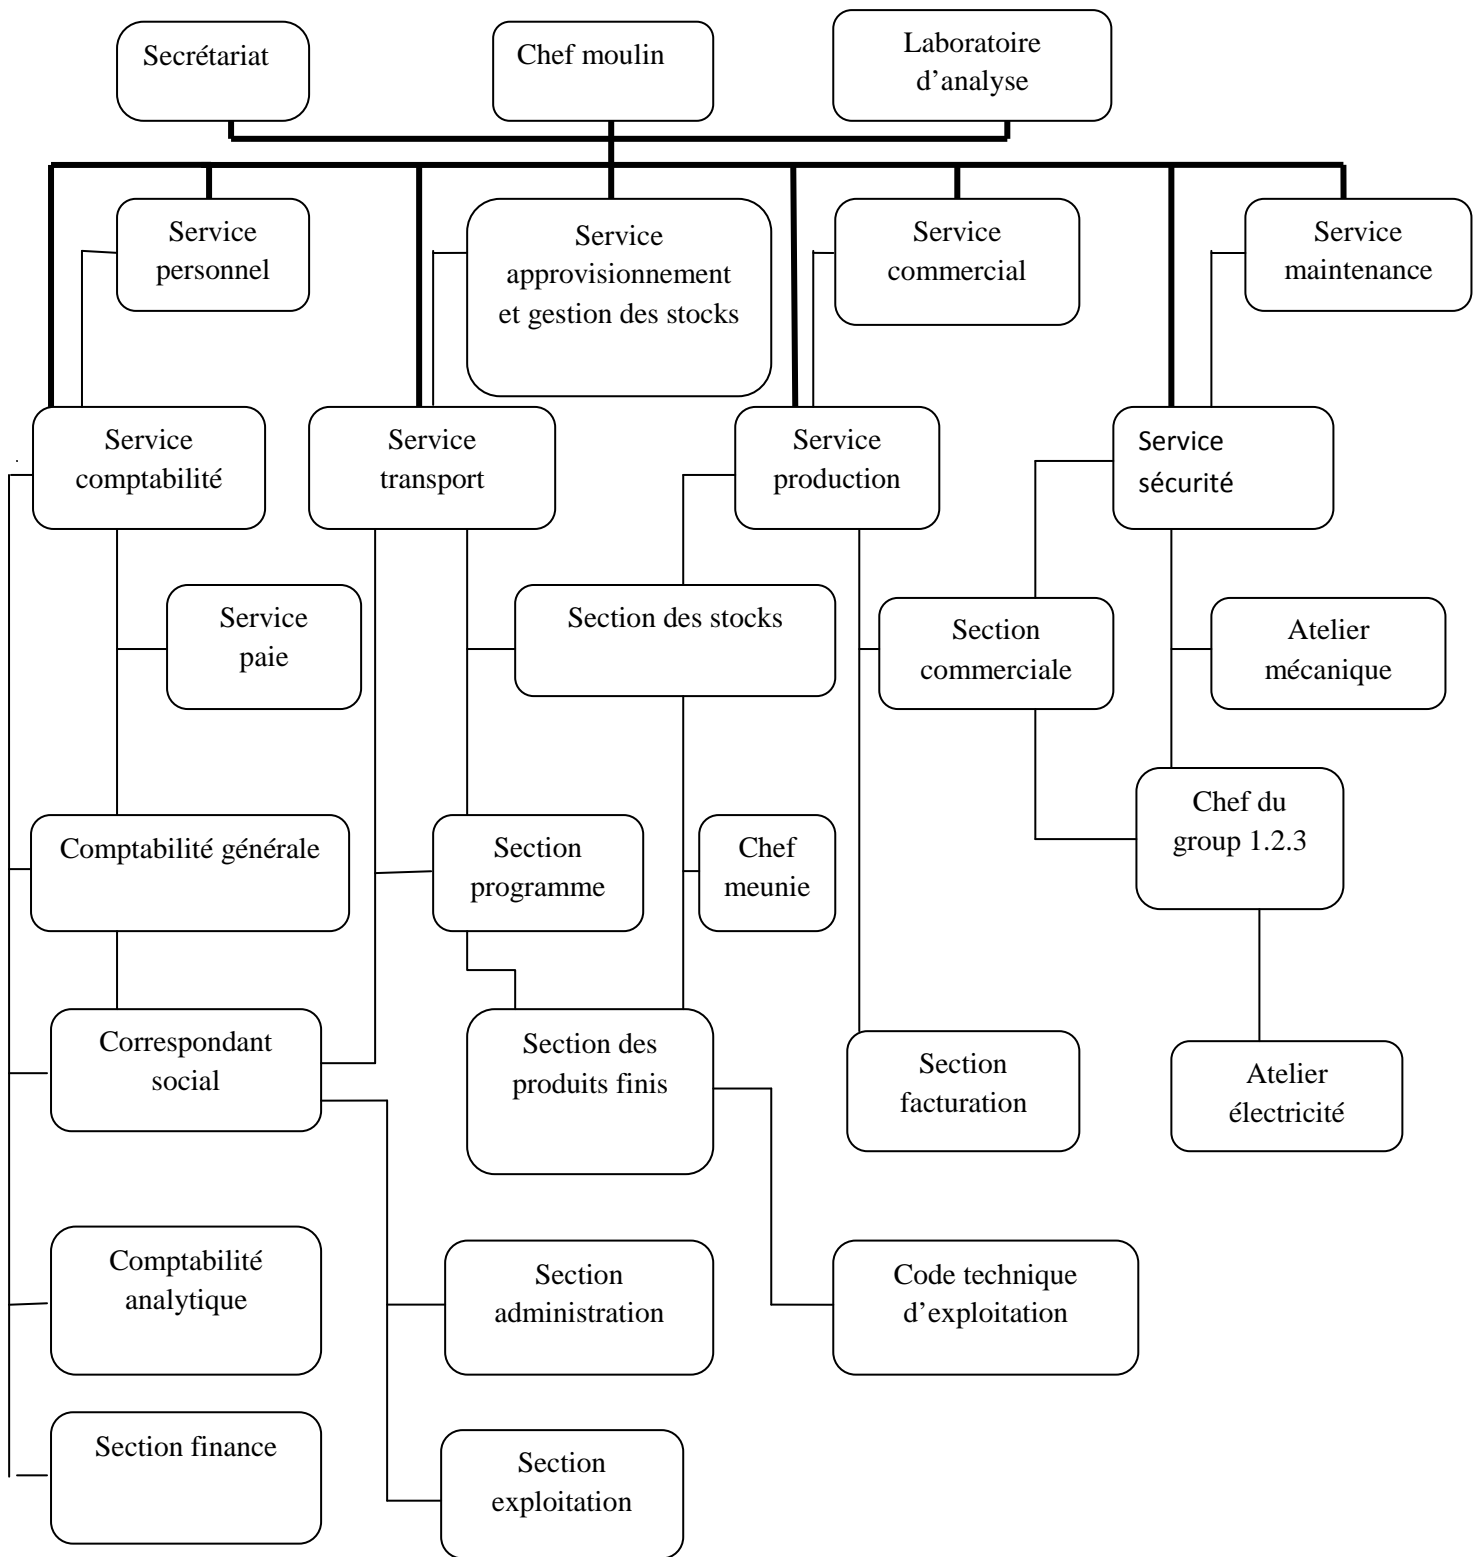 Secrétariat
Chef moulin
Laboratoire
d’analyse
Service
personnel
Service
approvisionnement
et gestion des stocks
Service
commercial
Service
maintenance
Service
comptabilité
Service
transport
Service
production
Service
sécurité
Service
paie
Section des stocks
Section
commerciale
Atelier
mécanique
Comptabilité générale
Section
programme
Chef
meunie
Chef du
group 1.2.3
Correspondant
social
Section des
produits finis
Section
facturation
Atelier
électricité
Comptabilité
analytique
Section
administration
Code technique
d’exploitation
Section finance
Section
exploitation